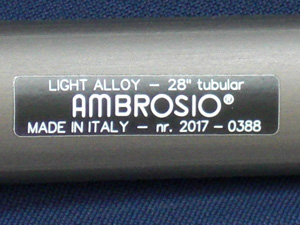 LIGHT ALLOY – 28" tubular
AMBROSIO®
MADE IN ITALY – nr. 2017 – 0388